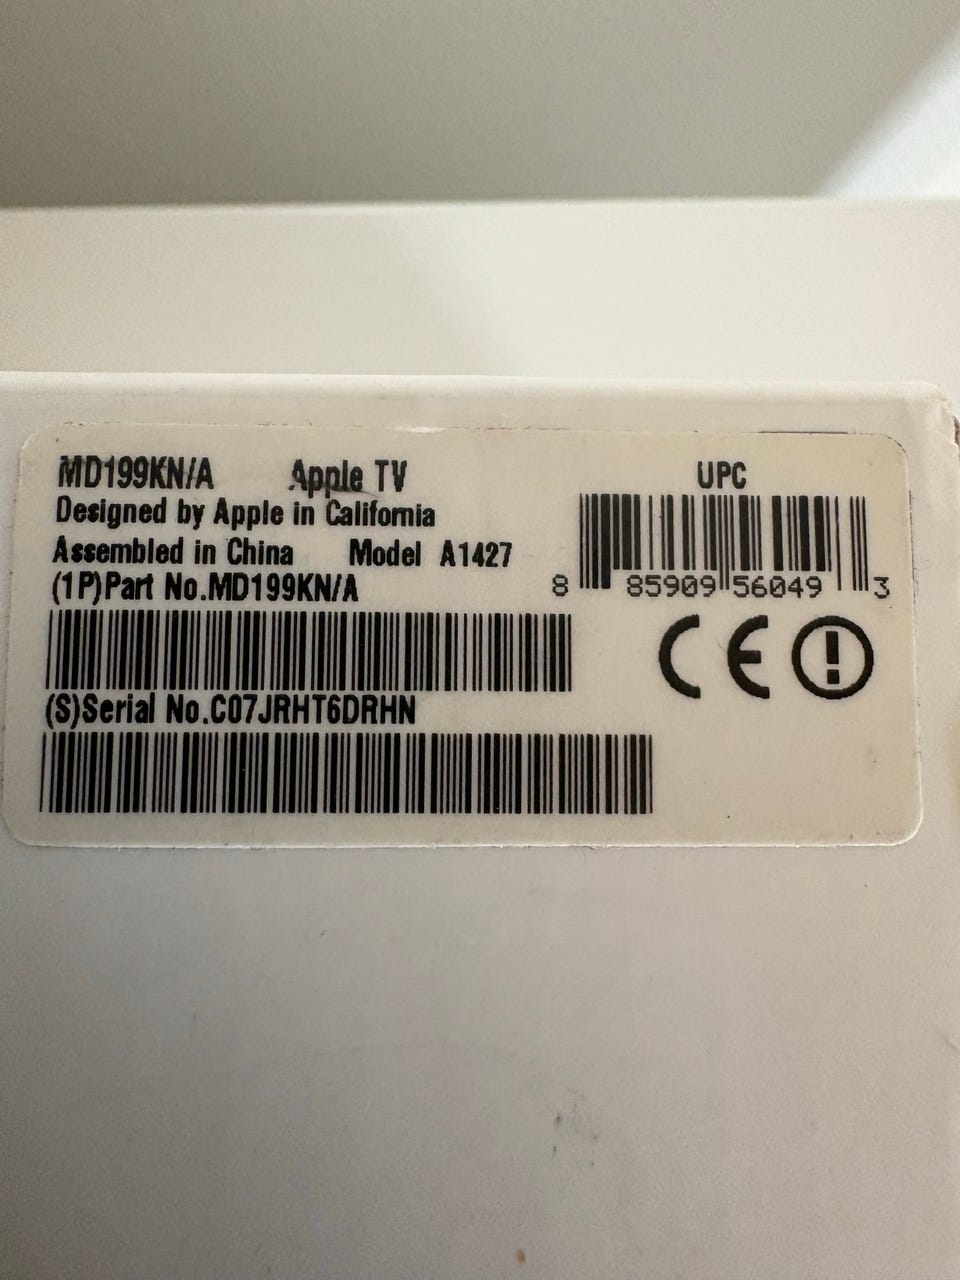 MD199KN/A Apple TV
Designed by Apple in California
Assembled in China Model A1427
(1P)Part No.MD199KN/A
(S)Serial No.C07JRHT6DRHN
UPC
8 85909 56049 3
CE